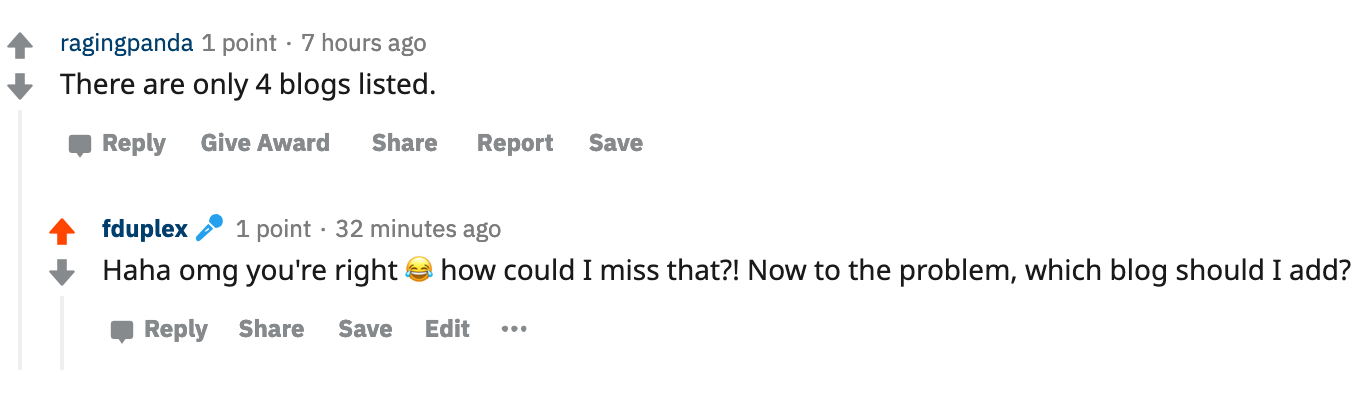 ragingpanda 1 point · 7 hours ago
There are only 4 blogs listed.
Reply Give Award Share Report Save
fduplex 🎤 1 point · 32 minutes ago
Haha omg you're right 😂 how could I miss that?! Now to the problem, which blog should I add?
Reply Share Save Edit •••